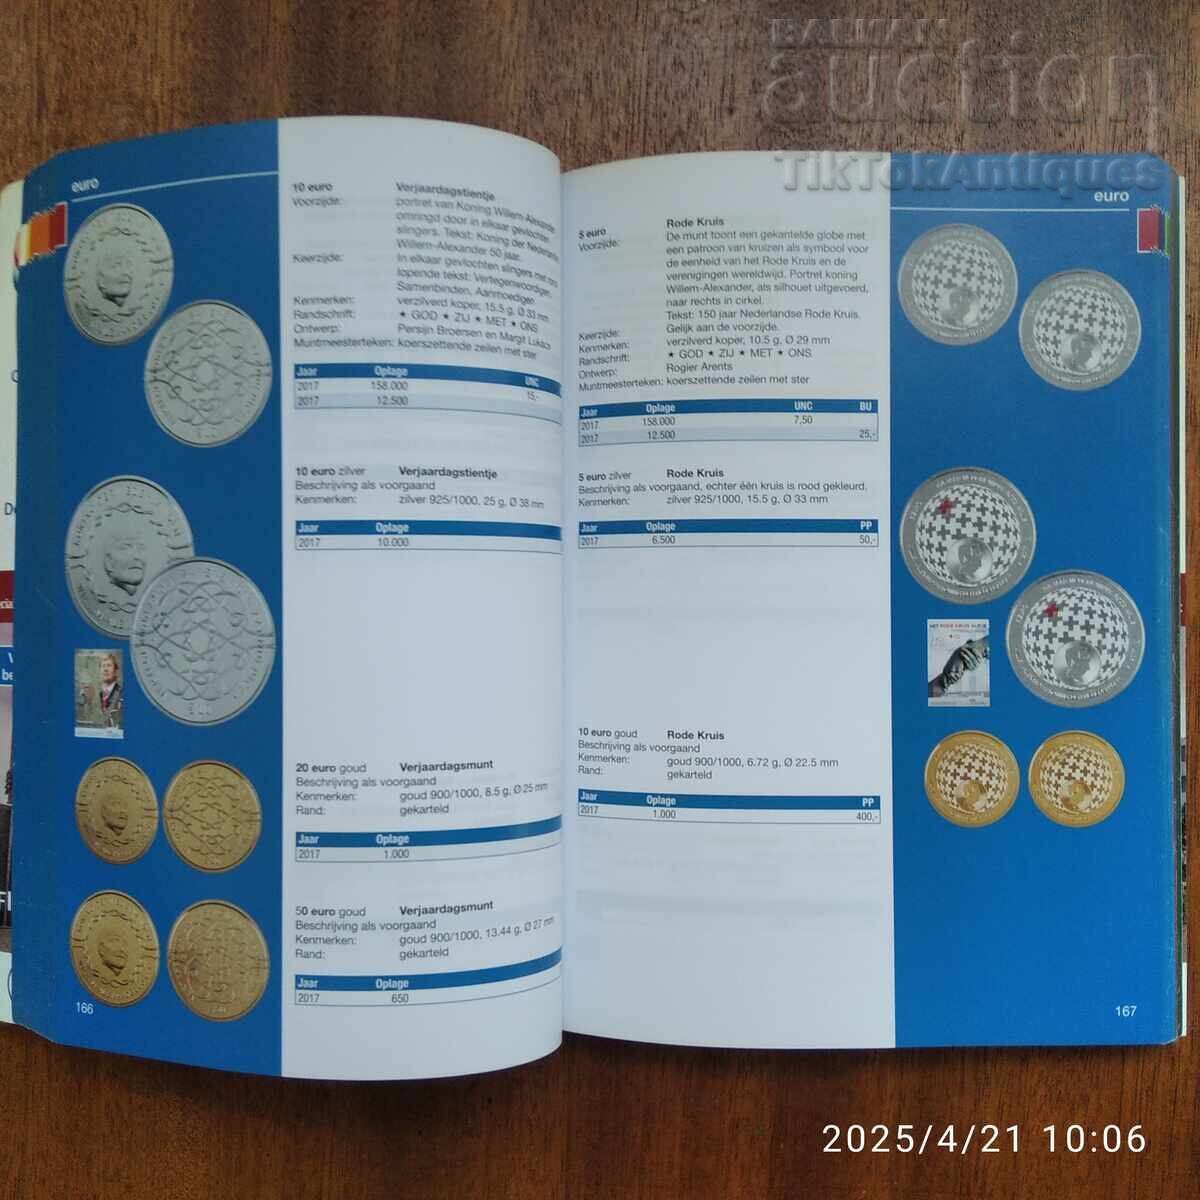 BALKAN
auction
TikTokAntiques
euro
10 euro Verjaardagstientje
Voorzijde: portret van Koning Willem-Alexander
omringd door in elkaar gevlochten
slingers. Tekst: Koning der Nederlanden
Willem-Alexander 50 jaar.
Keerzijde: In elkaar gevlochten slingers met
lopende tekst: Vertegenwoordigen,
Samenbinden, Aanmoedigen
Kenmerken: verzilverd koper, 15.5 g, Ø 33 mm
Randschrift: ★ GOD ★ ZIJ ★ MET ★ ONS
Ontwerp: Persijn Broersen en Margit Lukács
Muntmeesterteken: koerszettende zeilen met ster
Jaar Oplage UNC
2017 158.000 15,-
2017 12.500
10 euro zilver Verjaardagstientje
Beschrijving als voorgaand
Kenmerken: zilver 925/1000, 25 g, Ø 38 mm
Jaar Oplage
2017 10.000
20 euro goud Verjaardagsmunt
Beschrijving als voorgaand
Kenmerken: goud 900/1000, 8.5 g, Ø 25 mm
Rand: gekarteld
Jaar Oplage
2017 1.000
50 euro goud Verjaardagsmunt
Beschrijving als voorgaand
Kenmerken: goud 900/1000, 13.44 g, Ø 27 mm
Rand: gekarteld
Jaar Oplage
2017 650
166
euro
5 euro Rode Kruis
Voorzijde: De munt toont een gekantelde globe met
een patroon van kruizen als symbool voor
de eenheid van het Rode Kruis en de
verenigingen wereldwijd. Portret koning
Willem-Alexander, als silhouet uitgevoerd,
naar rechts in cirkel.
Tekst: 150 jaar Nederlandse Rode Kruis.
Keerzijde: Gelijk aan de voorzijde.
Kenmerken: verzilverd koper, 10.5 g, Ø 29 mm
Randschrift: ★ GOD ★ ZIJ ★ MET ★ ONS
Ontwerp: Rogier Arents
Muntmeesterteken: koerszettende zeilen met ster
Jaar Oplage UNC BU
2017 158.000 7,50
2017 12.500 25,-
5 euro zilver Rode Kruis
Beschrijving als voorgaand, echter één kruis is rood gekleurd.
Kenmerken: zilver 925/1000, 15.5 g, Ø 33 mm
Jaar Oplage PP
2017 6.500 50,-
10 euro goud Rode Kruis
Beschrijving als voorgaand
Kenmerken: goud 900/1000, 6.72 g, Ø 22.5 mm
Rand: gekarteld
Jaar Oplage PP
2017 1.000 400,-
167
2025/4/21 10:06